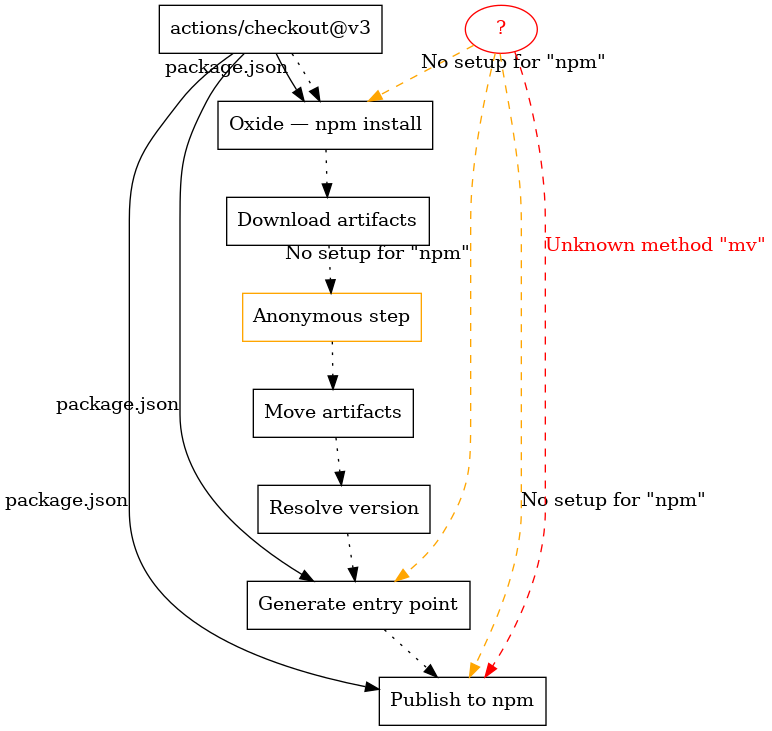 actions/checkout@v3
?
package.json
No setup for "npm"
Oxide — npm install
Download artifacts
Unknown method "mv"
No setup for "npm"
Anonymous step
Move artifacts
package.json
package.json
Resolve version
No setup for "npm"
Generate entry point
Publish to npm